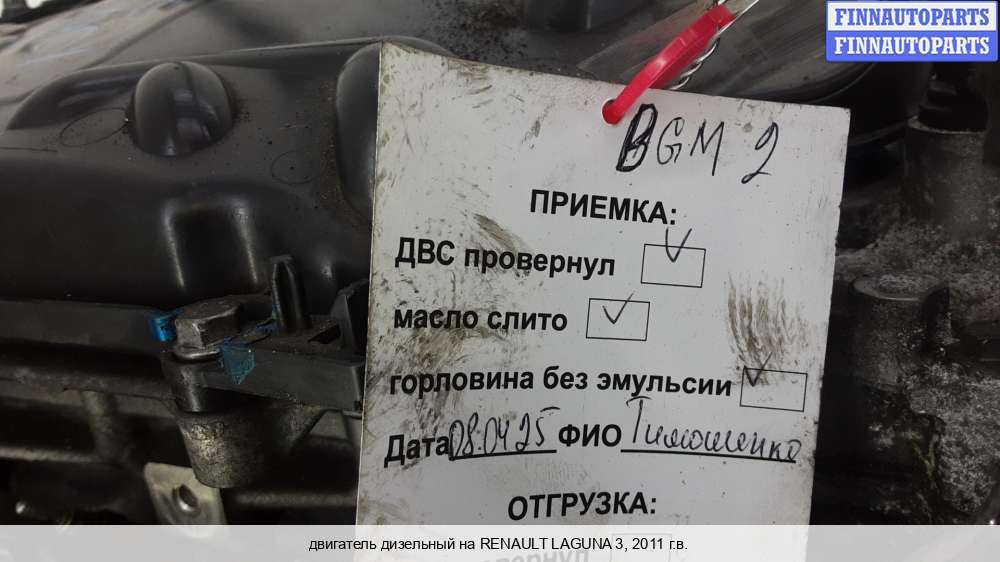 FINNAUTOPARTS
FINNAUTOPARTS
BGM 2
ПРИЕМКА:
ДВС провернул
масло слито
горловина без эмульсии
Дата 08.04.25 ФИО Тимошенко
ОТГРУЗКА:
двигатель дизельный на RENAULT LAGUNA 3, 2011 г.в.